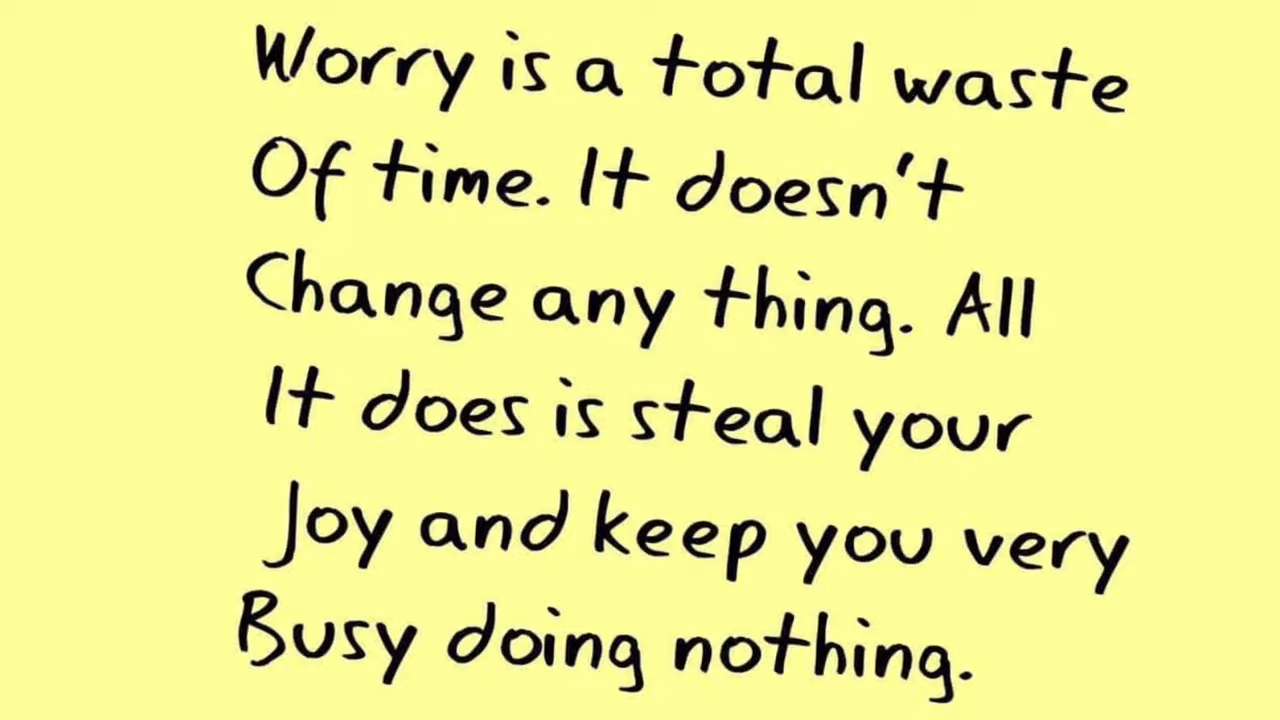 Worry is a total waste
Of time. It doesn't
Change any thing. All
It does is steal your
Joy and keep you very
Busy doing nothing.